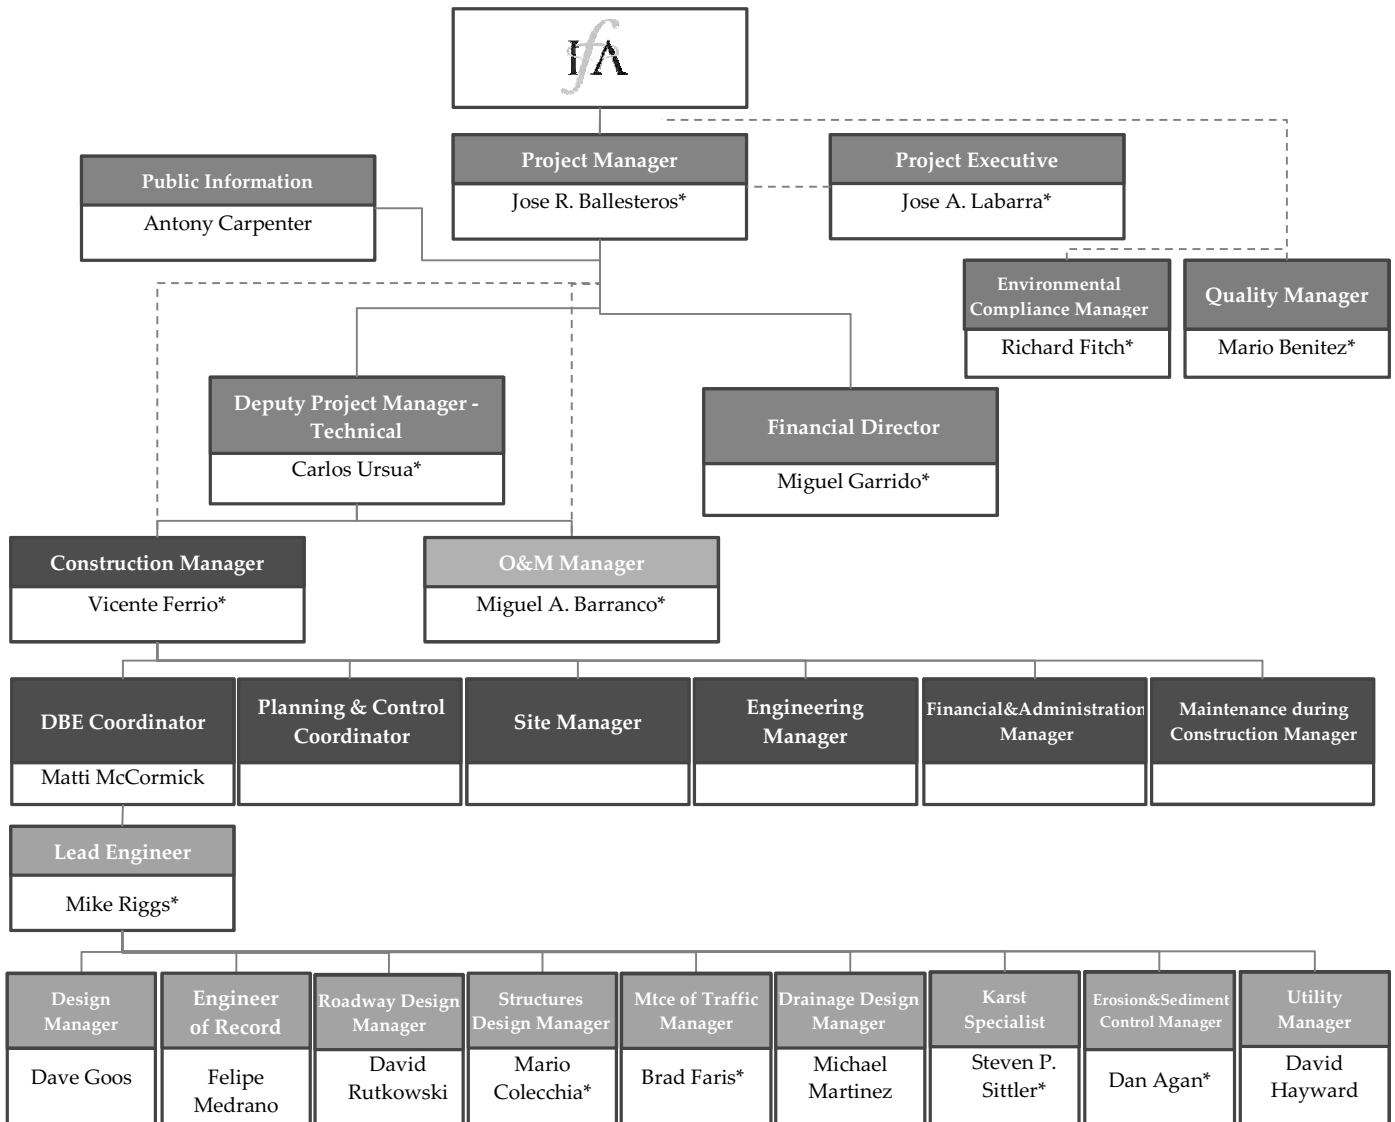 IfA
Project Manager
Jose R. Ballesteros*
Project Executive
Jose A. Labarra*
Public Information
Antony Carpenter
Environmental
Compliance Manager
Richard Fitch*
Quality Manager
Mario Benitez*
Deputy Project Manager -
Technical
Carlos Ursua*
Financial Director
Miguel Garrido*
Construction Manager
Vicente Ferrio*
O&M Manager
Miguel A. Barranco*
DBE Coordinator
Matti McCormick
Planning & Control
Coordinator
Site Manager
Engineering
Manager
Financial&Administration
Manager
Maintenance during
Construction Manager
Lead Engineer
Mike Riggs*
Design
Manager
Dave Goos
Engineer
of Record
Felipe
Medrano
Roadway Design
Manager
David
Rutkowski
Structures
Design Manager
Mario
Colecchia*
Mtce of Traffic
Manager
Brad Faris*
Drainage Design
Manager
Michael
Martinez
Karst
Specialist
Steven P.
Sittler*
Erosion&Sediment
Control Manager
Dan Agan*
Utility
Manager
David
Hayward